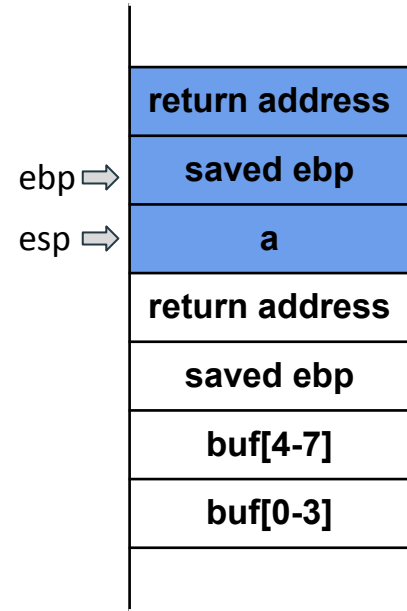 return address
ebp
saved ebp
esp
a
return address
saved ebp
buf[4-7]
buf[0-3]